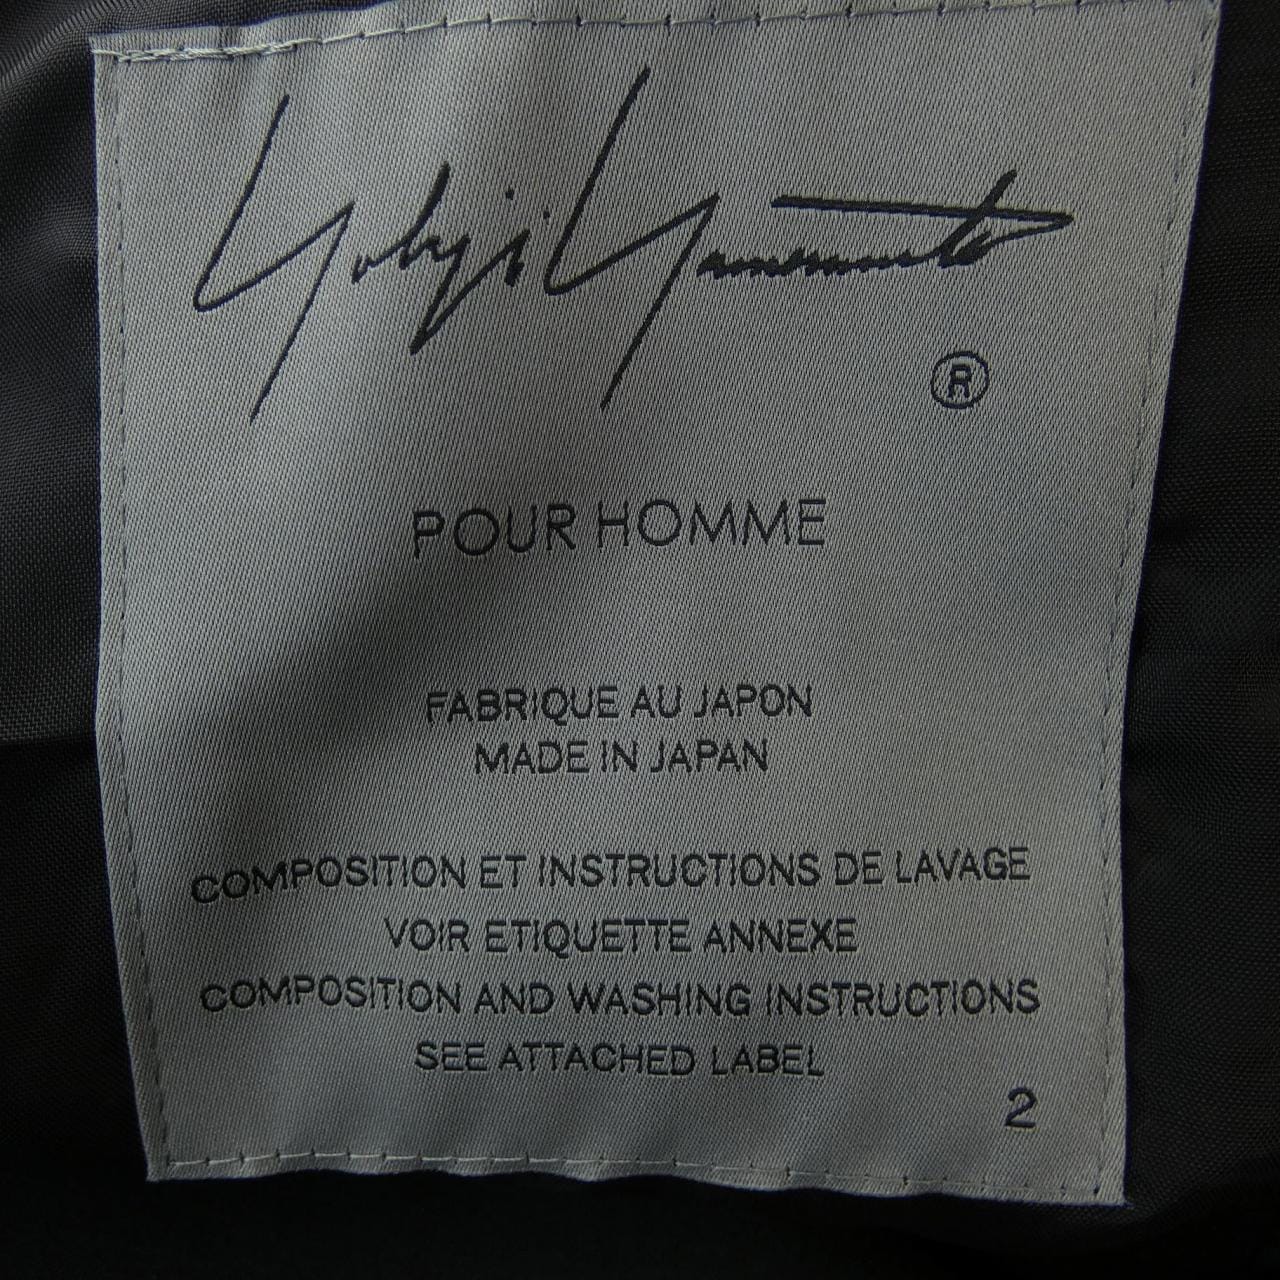 Yohji Yamamoto
®
POUR HOMME
FABRIQUE AU JAPON
MADE IN JAPAN
COMPOSITION ET INSTRUCTIONS DE LAVAGE
VOIR ETIQUETTE ANNEXE
COMPOSITION AND WASHING INSTRUCTIONS
SEE ATTACHED LABEL
2